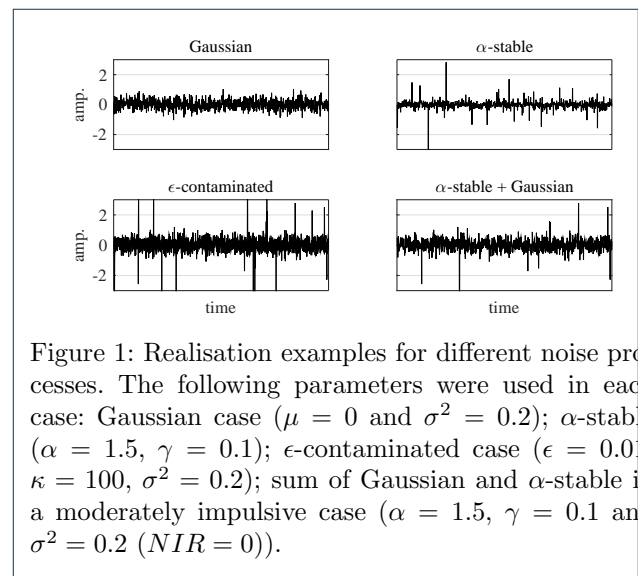 Gaussian
α-stable
amp.
2
0
-2
ϵ-contaminated
α-stable + Gaussian
amp.
2
0
-2
time
time
Figure 1: Realisation examples for different noise pro
cesses. The following parameters were used in eac
case: Gaussian case (μ = 0 and σ² = 0.2); α-stabl
(α = 1.5, γ = 0.1); ϵ-contaminated case (ϵ = 0.01
κ = 100, σ² = 0.2); sum of Gaussian and α-stable i
a moderately impulsive case (α = 1.5, γ = 0.1 an
σ² = 0.2 (NIR = 0)).